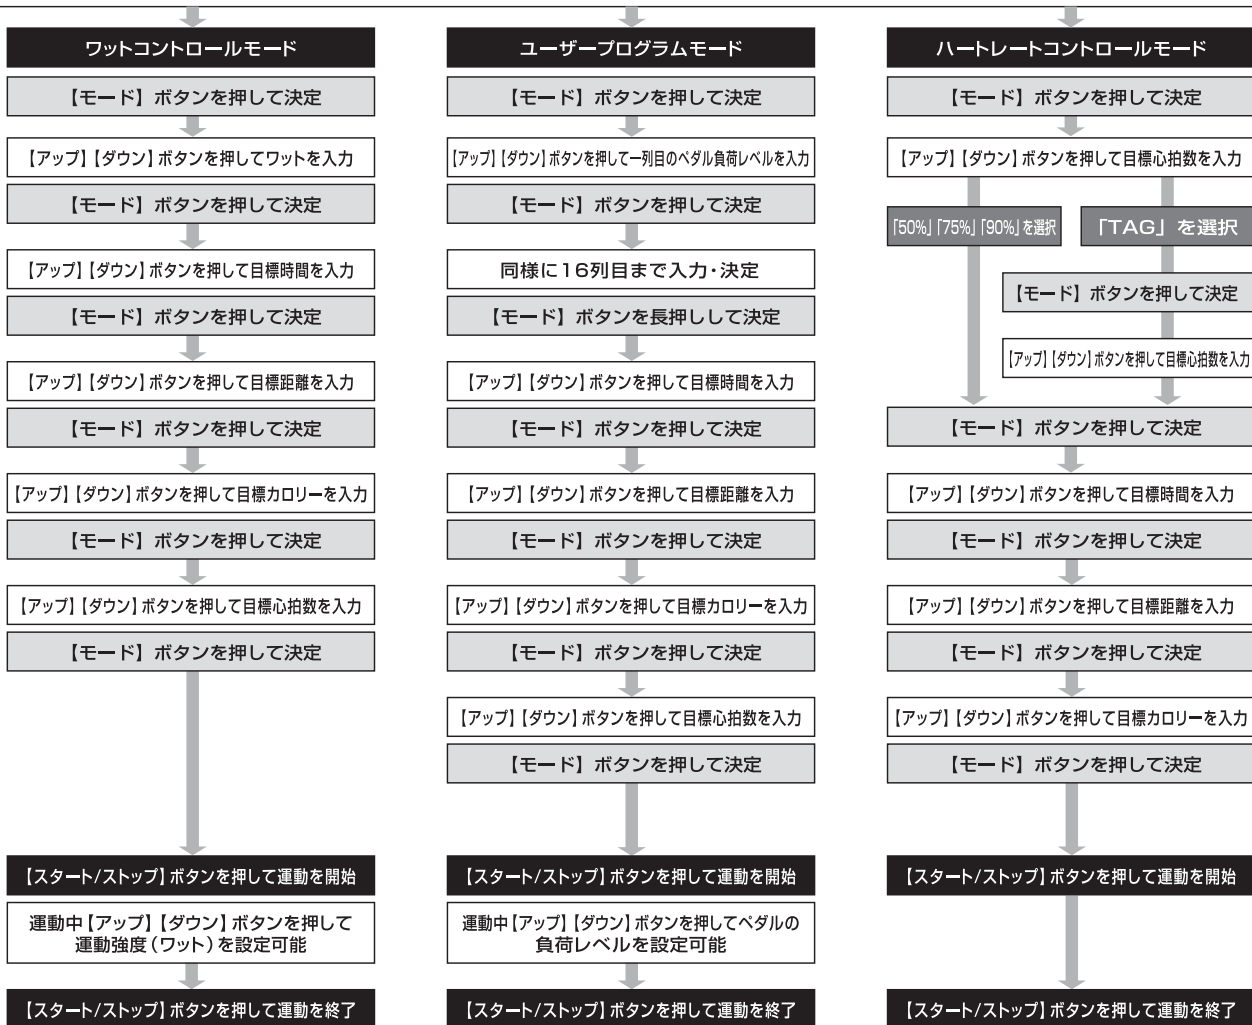 ワットコントロールモード
【モード】ボタンを押して決定
【アップ】【ダウン】ボタンを押してワットを入力
【モード】ボタンを押して決定
【アップ】【ダウン】ボタンを押して目標時間を入力
【モード】ボタンを押して決定
【アップ】【ダウン】ボタンを押して目標距離を入力
【モード】ボタンを押して決定
【アップ】【ダウン】ボタンを押して目標カロリーを入力
【モード】ボタンを押して決定
【アップ】【ダウン】ボタンを押して目標心拍数を入力
【モード】ボタンを押して決定
【スタート/ストップ】ボタンを押して運動を開始
運動中【アップ】【ダウン】ボタンを押して
運動強度（ワット）を設定可能
【スタート/ストップ】ボタンを押して運動を終了
ユーザープログラムモード
【モード】ボタンを押して決定
【アップ】【ダウン】ボタンを押して一列目のペダル負荷レベルを入力
【モード】ボタンを押して決定
同様に16列目まで入力・決定
【モード】ボタンを長押しして決定
【アップ】【ダウン】ボタンを押して目標時間を入力
【モード】ボタンを押して決定
【アップ】【ダウン】ボタンを押して目標距離を入力
【モード】ボタンを押して決定
【アップ】【ダウン】ボタンを押して目標カロリーを入力
【モード】ボタンを押して決定
【アップ】【ダウン】ボタンを押して目標心拍数を入力
【モード】ボタンを押して決定
【スタート/ストップ】ボタンを押して運動を開始
運動中【アップ】【ダウン】ボタンを押してペダルの
負荷レベルを設定可能
【スタート/ストップ】ボタンを押して運動を終了
ハートレートコントロールモード
【モード】ボタンを押して決定
【アップ】【ダウン】ボタンを押して目標心拍数を入力
「50%」「75%」「90%」を選択
「TAG」を選択
【モード】ボタンを押して決定
【アップ】【ダウン】ボタンを押して目標心拍数を入力
【モード】ボタンを押して決定
【アップ】【ダウン】ボタンを押して目標時間を入力
【モード】ボタンを押して決定
【アップ】【ダウン】ボタンを押して目標距離を入力
【モード】ボタンを押して決定
【アップ】【ダウン】ボタンを押して目標カロリーを入力
【モード】ボタンを押して決定
【スタート/ストップ】ボタンを押して運動を開始
【スタート/ストップ】ボタンを押して運動を終了